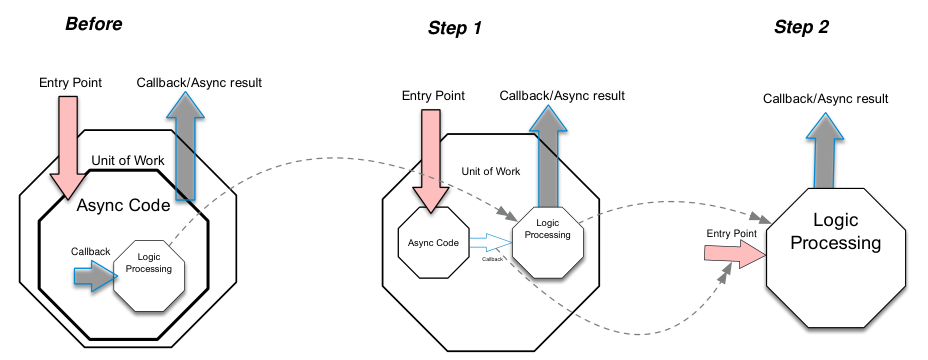 Before
Entry Point
Callback/Async result
Unit of Work
Async Code
Callback
Logic
Processing
Step 1
Entry Point
Callback/Async result
Unit of Work
Async Code
Callback
Logic
Processing
Step 2
Callback/Async result
Entry Point
Logic
Processing